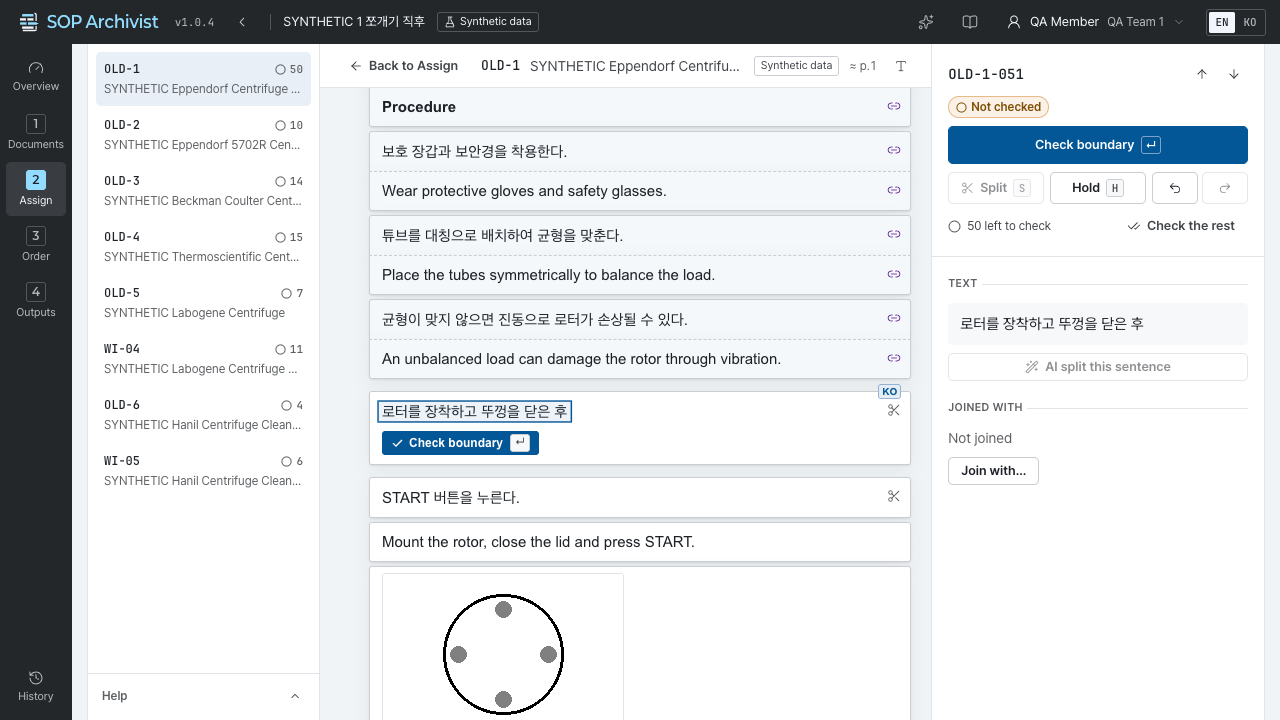 SOP Archivist v1.0.4 SYNTHETIC 1 쪼개기 직후 Synthetic data QA Member QA Team 1 EN KO
Overview
1
Documents
2
Assign
3
Order
4
Outputs
History
OLD-1 50
SYNTHETIC Eppendorf Centrifuge ...
OLD-2 10
SYNTHETIC Eppendorf 5702R Cen...
OLD-3 14
SYNTHETIC Beckman Coulter Cent...
OLD-4 15
SYNTHETIC Thermoscientific Cent...
OLD-5 7
SYNTHETIC Labogene Centrifuge
WI-04 11
SYNTHETIC Labogene Centrifuge ...
OLD-6 4
SYNTHETIC Hanil Centrifuge Clean...
WI-05 6
SYNTHETIC Hanil Centrifuge Clean...
Help
Back to Assign OLD-1 SYNTHETIC Eppendorf Centrifu... Synthetic data ≈ p.1
Procedure
보호 장갑과 보안경을 착용한다.
Wear protective gloves and safety glasses.
튜브를 대칭으로 배치하여 균형을 맞춘다.
Place the tubes symmetrically to balance the load.
균형이 맞지 않으면 진동으로 로터가 손상될 수 있다.
An unbalanced load can damage the rotor through vibration.
KO
로터를 장착하고 뚜껑을 닫은 후
Check boundary
START 버튼을 누른다.
Mount the rotor, close the lid and press START.
OLD-1-051
Not checked
Check boundary
Split S Hold H
50 left to check Check the rest
TEXT
로터를 장착하고 뚜껑을 닫은 후
AI split this sentence
JOINED WITH
Not joined
Join with...